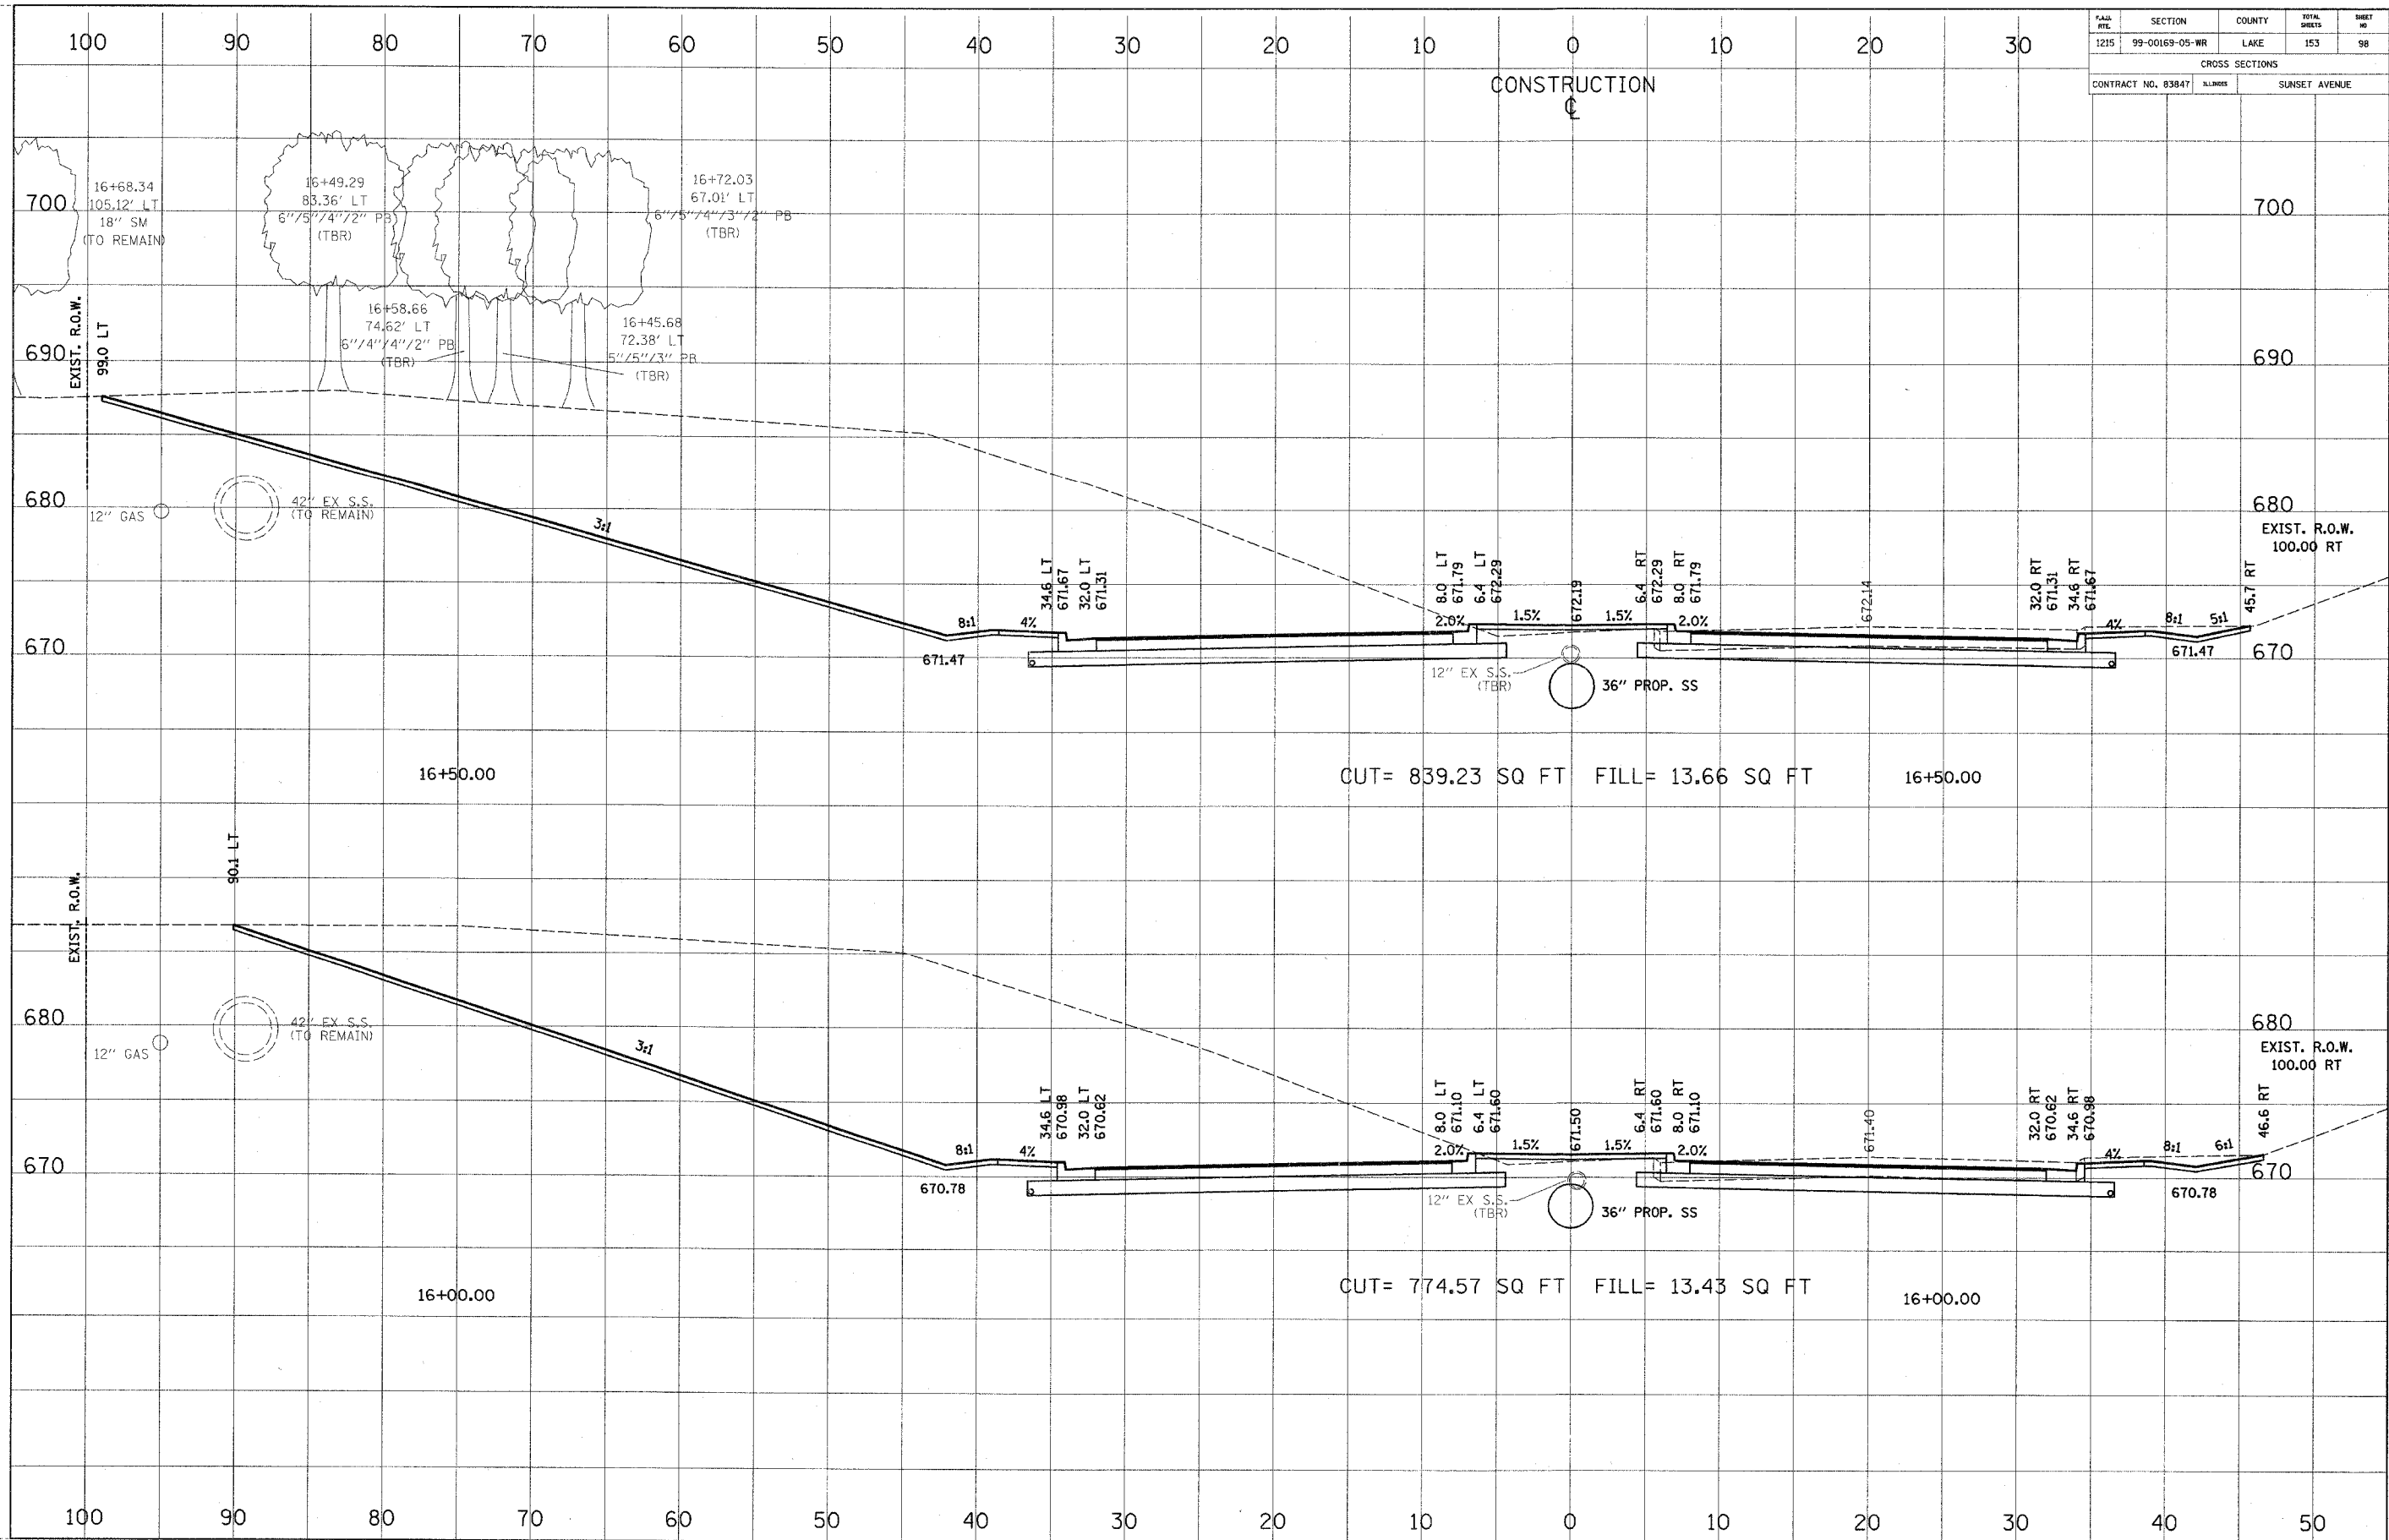 F.A.U. RTE. SECTION COUNTY TOTAL SHEETS SHEET NO
1215 99-00169-05-WR LAKE 153 98
CROSS SECTIONS
CONTRACT NO. 83847 ILLINOIS SUNSET AVENUE
100 90 80 70 60 50 40 30 20 10 0 10 20 30
CONSTRUCTION
℄
16+68.34
105.12' LT
18" SM
(TO REMAIN)
16+49.29
83.36' LT
6"/5"/4"/2" PB
(TBR)
16+72.03
67.01' LT
6"/5"/4"/3"/2" PB
(TBR)
16+58.66
74.62' LT
6"/4"/4"/2" PB
(TBR)
16+45.68
72.38' LT
5"/5"/3" PB
(TBR)
700 700
690 690
680 680
670 670
EXIST. R.O.W.
99.0 LT
12" GAS
42" EX S.S.
(TO REMAIN)
3:1
8:1
4%
671.47
34.6 LT
671.67
32.0 LT
671.31
8.0 LT
671.79
6.4 LT
672.29
2.0%
1.5%
672.19
1.5%
6.4 RT
672.29
8.0 RT
671.79
2.0%
672.14
32.0 RT
671.31
34.6 RT
671.67
4%
8:1
5:1
671.47
45.7 RT
EXIST. R.O.W.
100.00 RT
12" EX S.S.
(TBR)
36" PROP. SS
16+50.00
CUT= 839.23 SQ FT FILL= 13.66 SQ FT
16+50.00
90.1 LT
EXIST. R.O.W.
680 680
670 670
12" GAS
42" EX S.S.
(TO REMAIN)
3:1
8:1
4%
670.78
34.6 LT
670.98
32.0 LT
670.62
8.0 LT
671.10
6.4 LT
671.60
2.0%
1.5%
671.50
1.5%
6.4 RT
671.60
8.0 RT
671.10
2.0%
671.40
32.0 RT
670.62
34.6 RT
670.98
4%
8:1
6:1
670.78
46.6 RT
EXIST. R.O.W.
100.00 RT
12" EX S.S.
(TBR)
36" PROP. SS
16+00.00
CUT= 774.57 SQ FT FILL= 13.43 SQ FT
16+00.00
100 90 80 70 60 50 40 30 20 10 0 10 20 30 40 50